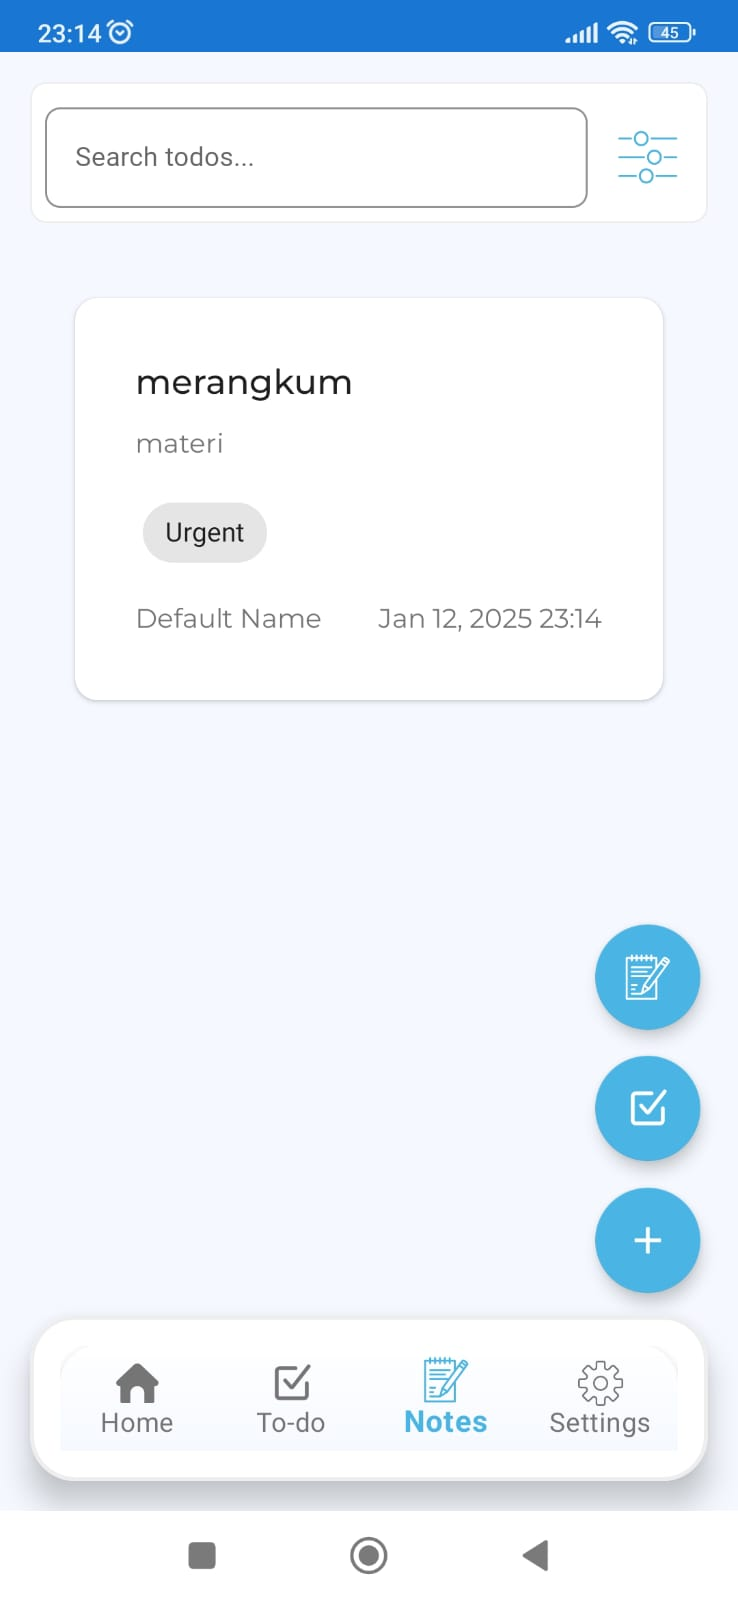 23:14
45
Search todos...
merangkum
materi
Urgent
Default Name Jan 12, 2025 23:14
Home To-do Notes Settings